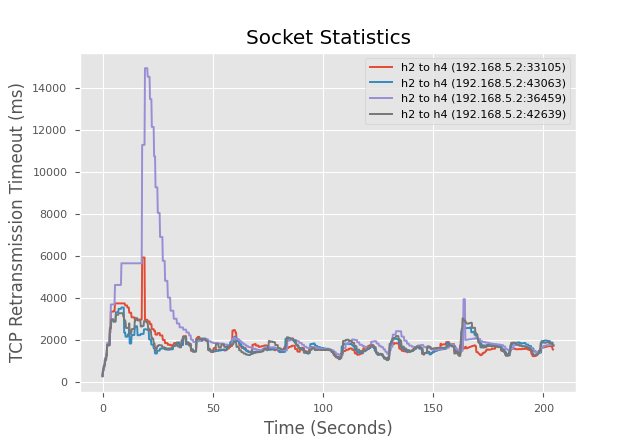 Socket Statistics
h2 to h4 (192.168.5.2:33105)
h2 to h4 (192.168.5.2:43063)
h2 to h4 (192.168.5.2:36459)
h2 to h4 (192.168.5.2:42639)
TCP Retransmission Timeout (ms)
14000
12000
10000
8000
6000
4000
2000
0
0 50 100 150 200
Time (Seconds)